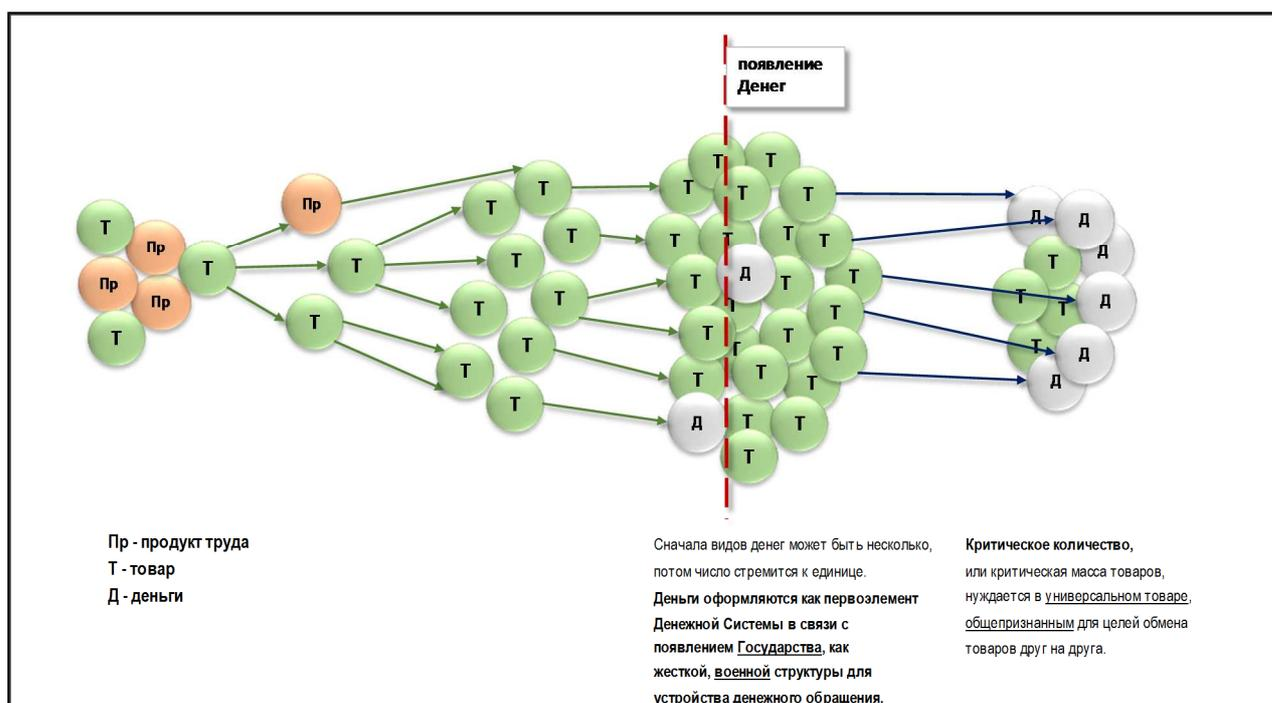 появление
Денег
Т
Т
Т
Т
Д
Д
Т
Т
Т
Т
Т
Пр
Т
Т
Т
Т
Т
Т
Пр
Т
Т
Т
Т
Д
Т
Т
Т
Т
Т
Д
Т
Пр
Пр
Т
Т
Т
Т
Т
Д
Т
Т
Т
Т
Т
Т
Т
Т
Т
Т
Д
Т
Т
Т
Т
Д
Т
Д
Т
Т
Т
Пр - продукт труда
Т - товар
Д - деньги
Сначала видов денег может быть несколько,
потом число стремится к единице.
Деньги оформляются как первоэлемент
Денежной Системы в связи с
появлением Государства, как
жесткой, военной структуры для
устройства денежного обращения.
Критическое количество,
или критическая масса товаров,
нуждается в универсальном товаре,
общепризнанным для целей обмена
товаров друг на друга.